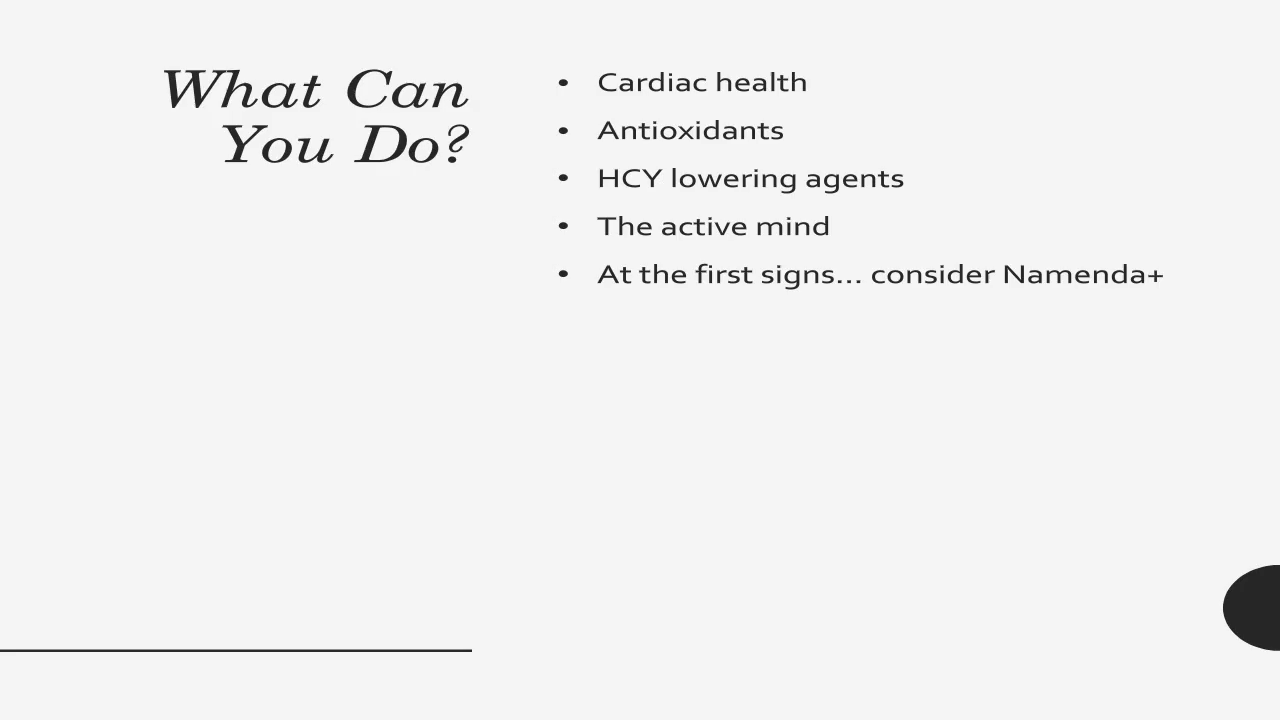 What Can
You Do?
• Cardiac health
• Antioxidants
• HCY lowering agents
• The active mind
• At the first signs… consider Namenda+